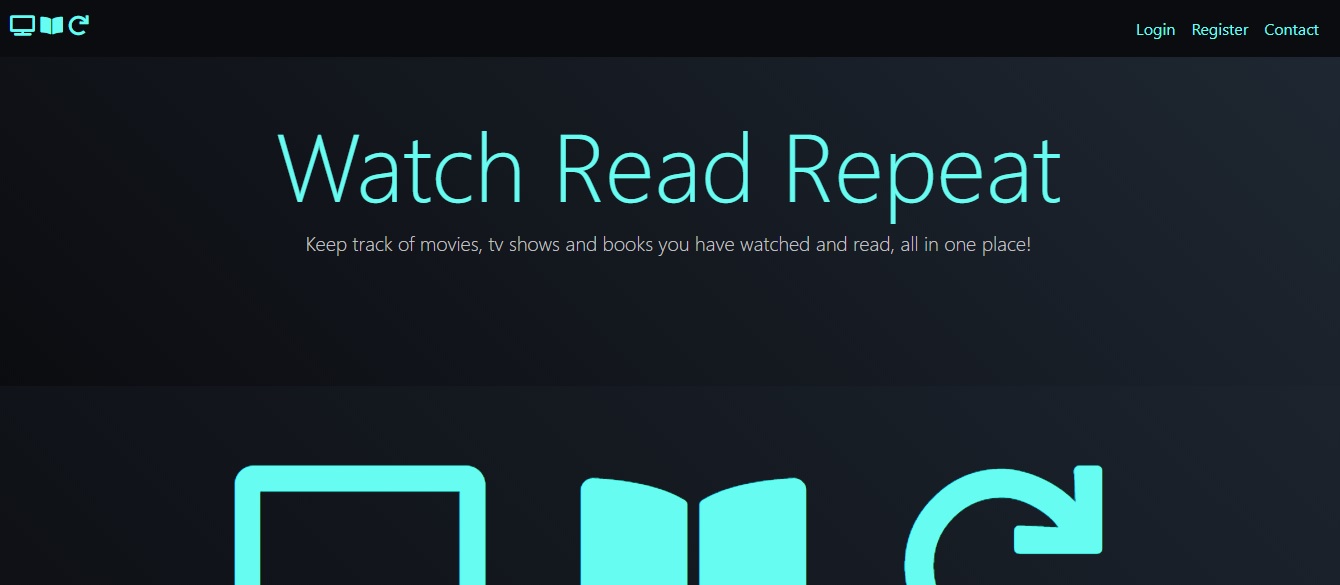 Login Register Contact
Watch Read Repeat
Keep track of movies, tv shows and books you have watched and read, all in one place!